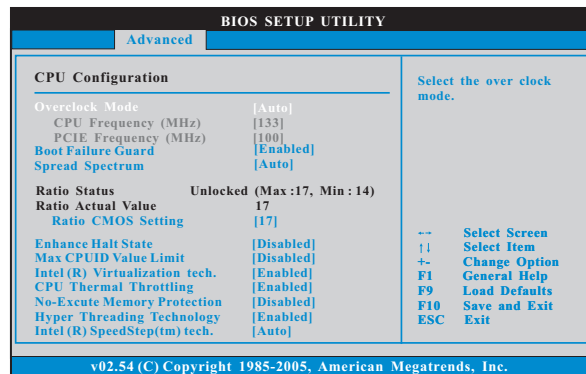 BIOS SETUP UTILITY
Advanced
CPU Configuration
Overclock Mode [Auto]
CPU Frequency (MHz) [133]
PCIE Frequency (MHz) [100]
Boot Failure Guard [Enabled]
Spread Spectrum [Auto]
Ratio Status Unlocked (Max :17, Min : 14)
Ratio Actual Value 17
Ratio CMOS Setting [17]
Enhance Halt State [Disabled]
Max CPUID Value Limit [Disabled]
Intel (R) Virtualization tech. [Enabled]
CPU Thermal Throttling [Enabled]
No-Excute Memory Protection [Disabled]
Hyper Threading Technology [Enabled]
Intel (R) SpeedStep(tm) tech. [Auto]
Select the over clock
mode.
←→ Select Screen
↑↓ Select Item
+- Change Option
F1 General Help
F9 Load Defaults
F10 Save and Exit
ESC Exit
v02.54 (C) Copyright 1985-2005, American Megatrends, Inc.